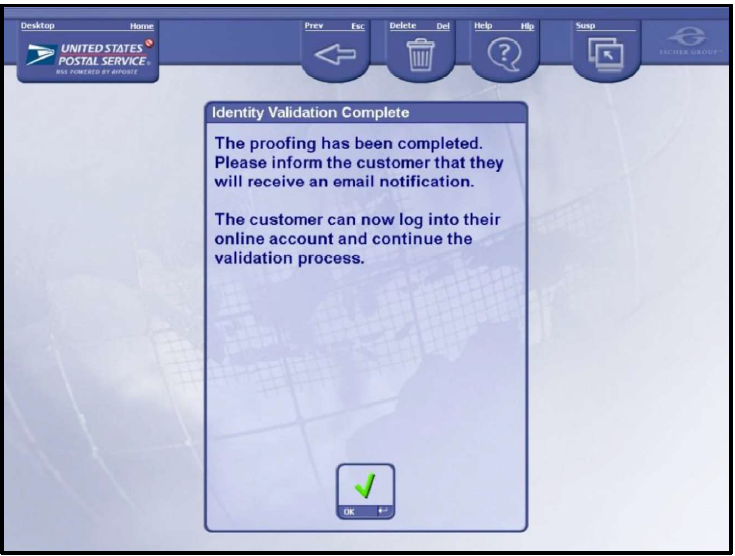 Desktop Home
Prev Esc
Delete Del
Help Hlp
Susp
UNITED STATES
POSTAL SERVICE®
RSS POWERED BY RIPOSTE
ESCHER GROUP
Identity Validation Complete
The proofing has been completed.
Please inform the customer that they
will receive an email notification.
The customer can now log into their
online account and continue the
validation process.
OK